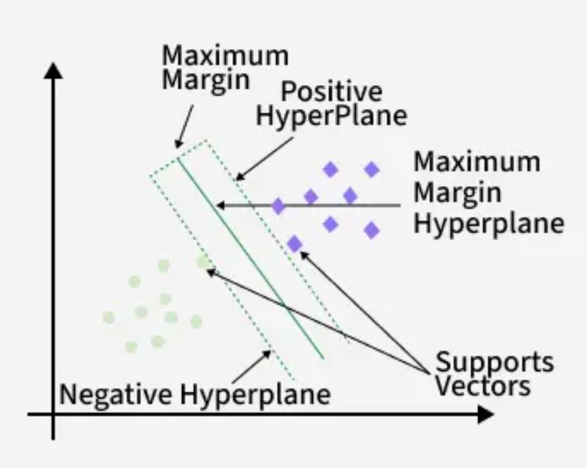 Maximum
Margin
Positive
HyperPlane
Maximum
Margin
Hyperplane
Supports
Vectors
Negative Hyperplane